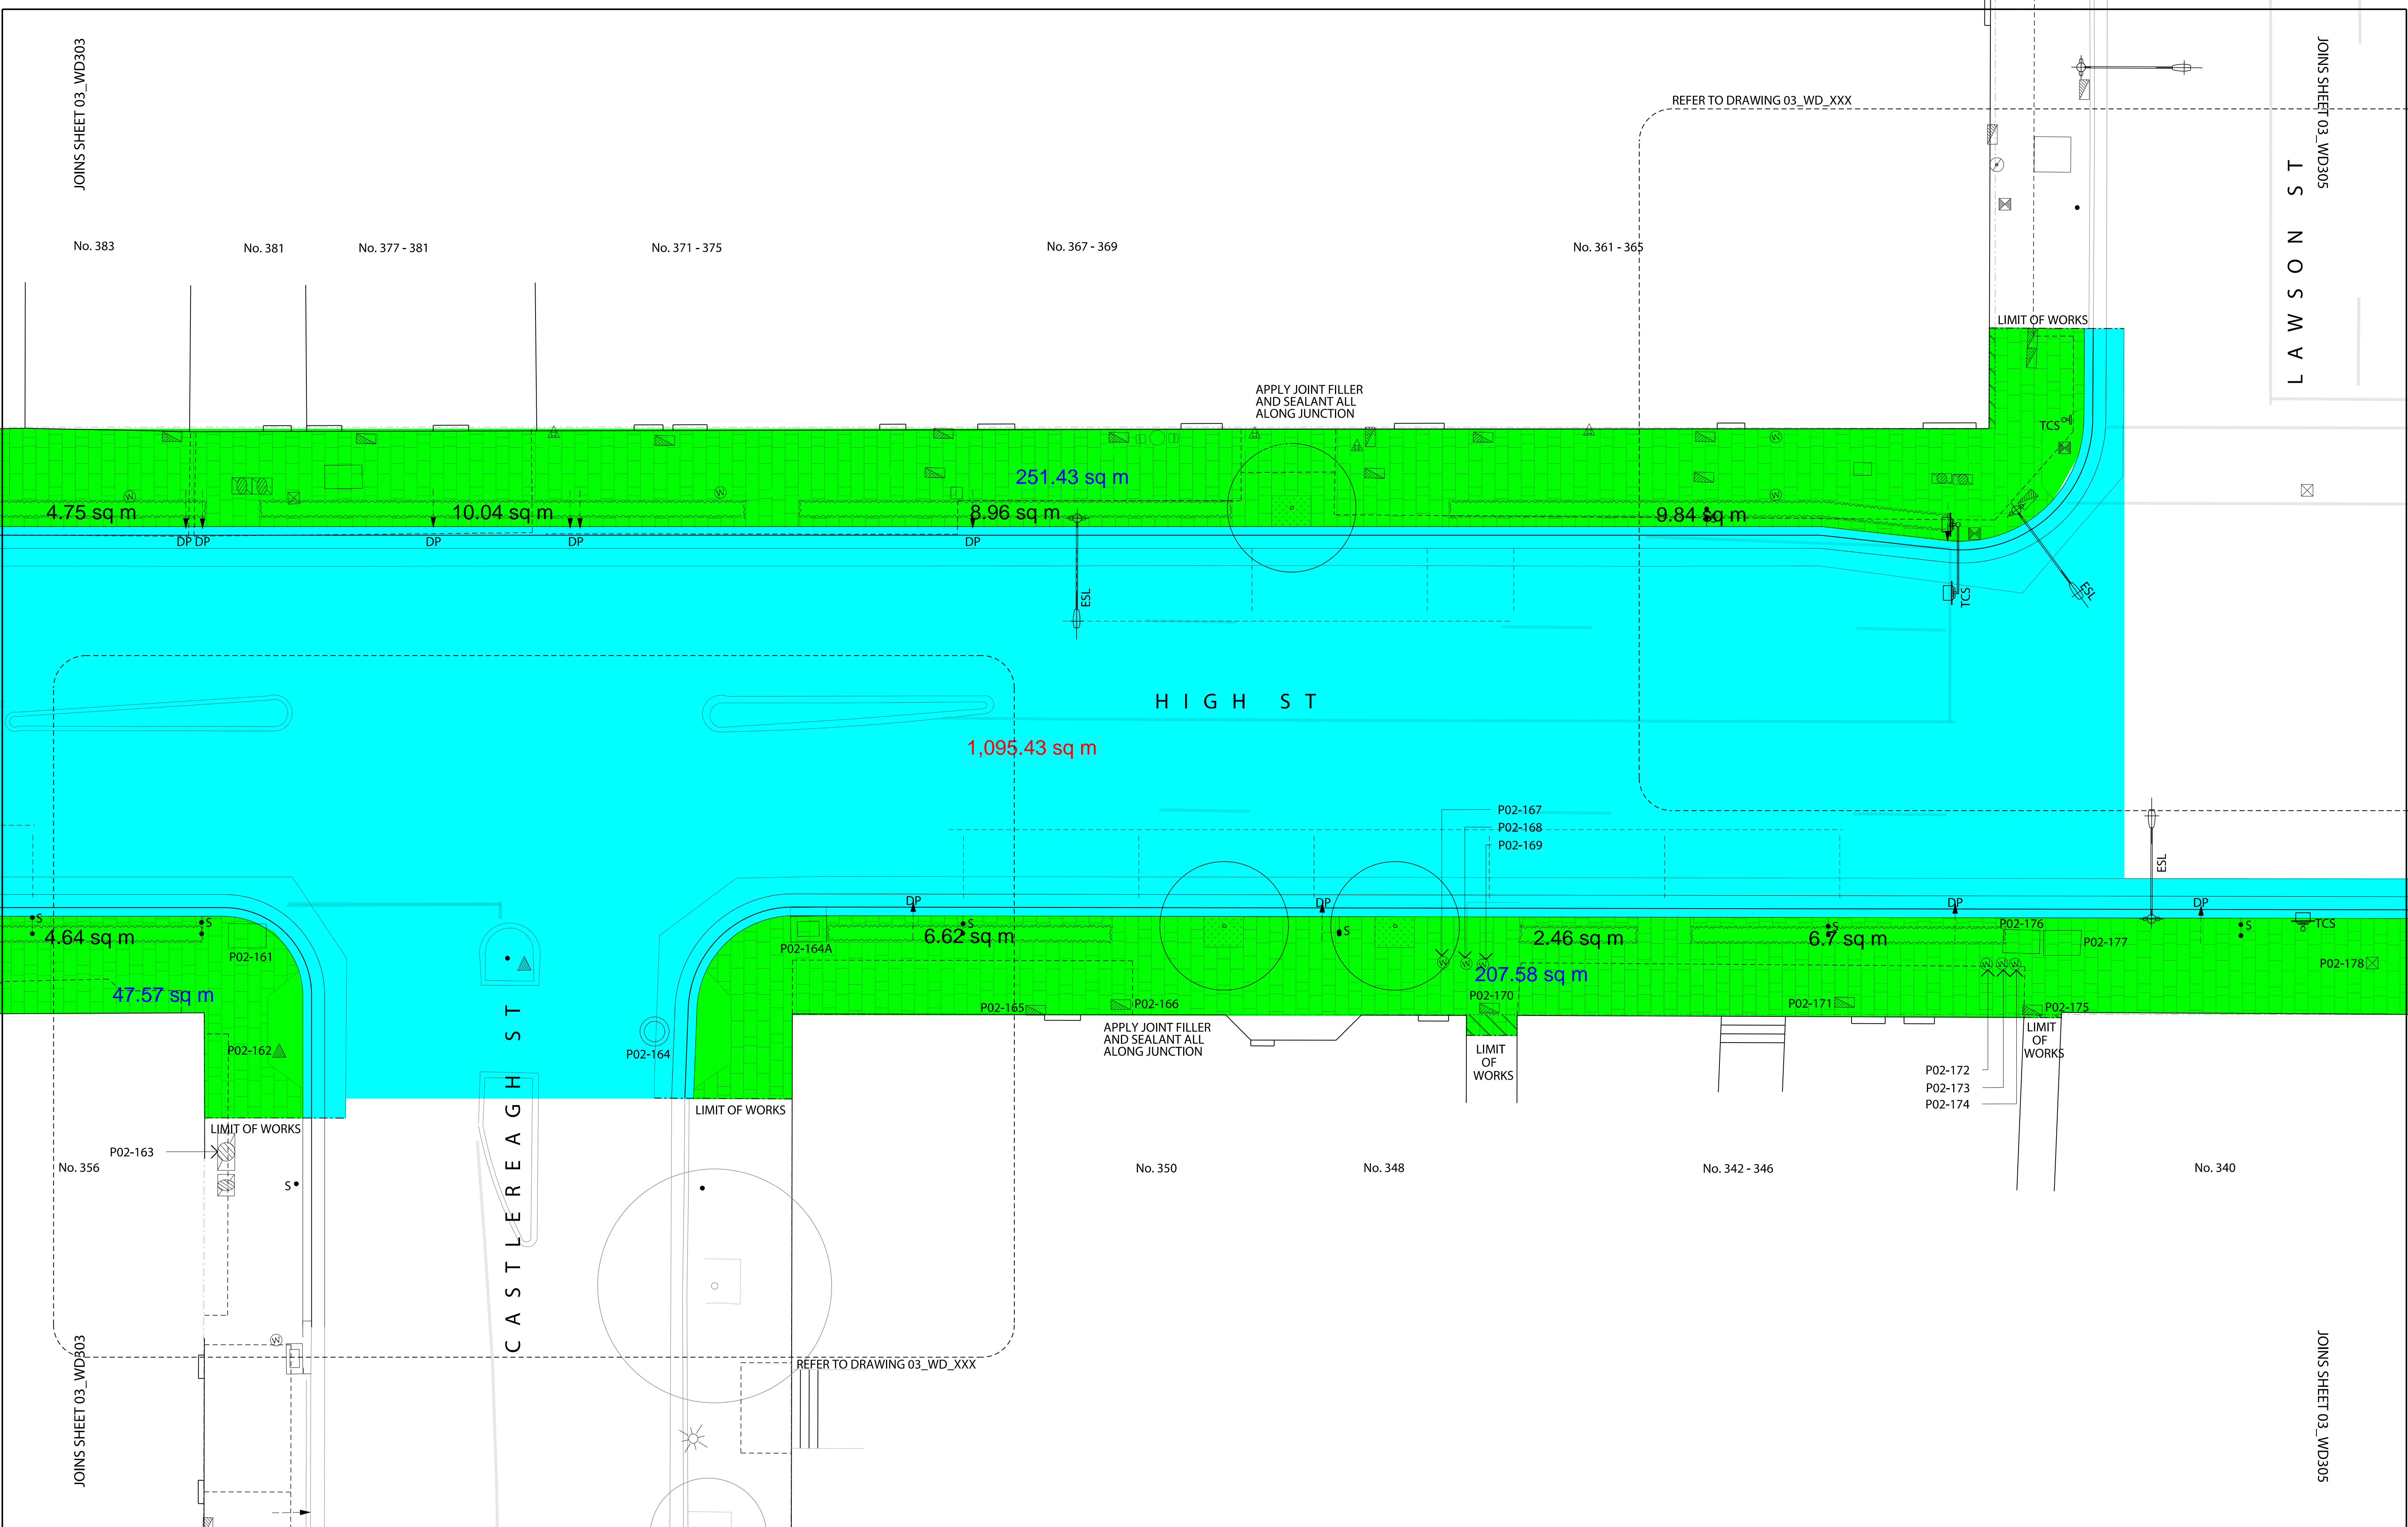 JOINS SHEET 03_WD303
JOINS SHEET 03_WD305
REFER TO DRAWING 03_WD_XXX
LAWSON ST
No. 383
No. 381
No. 377 - 381
No. 371 - 375
No. 367 - 369
No. 361 - 365
LIMIT OF WORKS
APPLY JOINT FILLER
AND SEALANT ALL
ALONG JUNCTION
TCS
W
W
W
W
251.43 sq m
4.75 sq m
10.04 sq m
8.96 sq m
9.84 sq m
S
DP DP
DP
DP
DP
ESL
TCS
ESL
HIGH ST
1,095.43 sq m
P02-167
P02-168
P02-169
ESL
S
S
DP
S
DP
S
S
DP
DP
S
TCS
4.64 sq m
P02-161
P02-164A
6.62 sq m
2.46 sq m
6.7 sq m
P02-176
P02-177
P02-178
W
W
W
W
W
W
47.57 sq m
207.58 sq m
P02-165
P02-166
P02-170
P02-171
P02-175
CASTLEREAGH ST
P02-162
P02-164
APPLY JOINT FILLER
AND SEALANT ALL
ALONG JUNCTION
LIMIT
OF
WORKS
LIMIT
OF
WORKS
P02-172
P02-173
P02-174
LIMIT OF WORKS
LIMIT OF WORKS
P02-163
No. 356
S
No. 350
No. 348
No. 342 - 346
No. 340
W
REFER TO DRAWING 03_WD_XXX
JOINS SHEET 03_WD303
JOINS SHEET 03_WD305